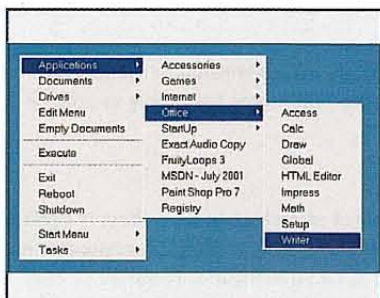 Applications
Documents
Drives
Edit Menu
Empty Documents
Execute
Exit
Reboot
Shutdown
Start Menu
Tasks
Accessories
Games
Internet
Office
StartUp
Exact Audio Copy
FruityLoops 3
MSDN - July 2001
Paint Shop Pro 7
Registry
Access
Calc
Draw
Global
HTML Editor
Impress
Math
Setup
Writer